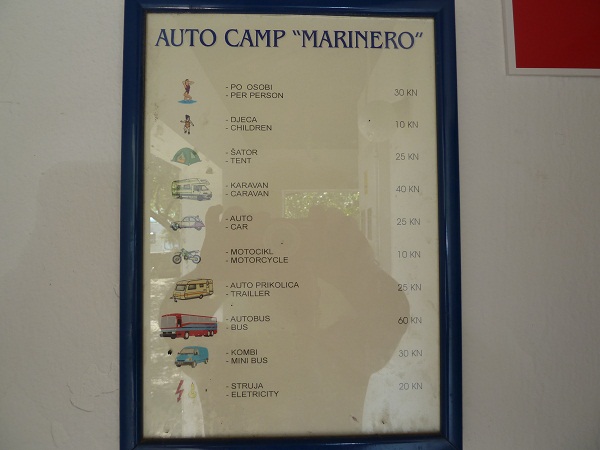 AUTO CAMP "MARINERO"
- PO OSOBI
- PER PERSON 30 KN
- DJECA
- CHILDREN 10 KN
- ŠATOR
- TENT 25 KN
- KARAVAN
- CARAVAN 40 KN
- AUTO
- CAR 25 KN
- MOTOCIKL
- MOTORCYCLE 10 KN
- AUTO PRIKOLICA
- TRAILLER 25 KN
- AUTOBUS
- BUS 60 KN
- KOMBI
- MINI BUS 30 KN
- STRUJA
- ELETRICITY 20 KN